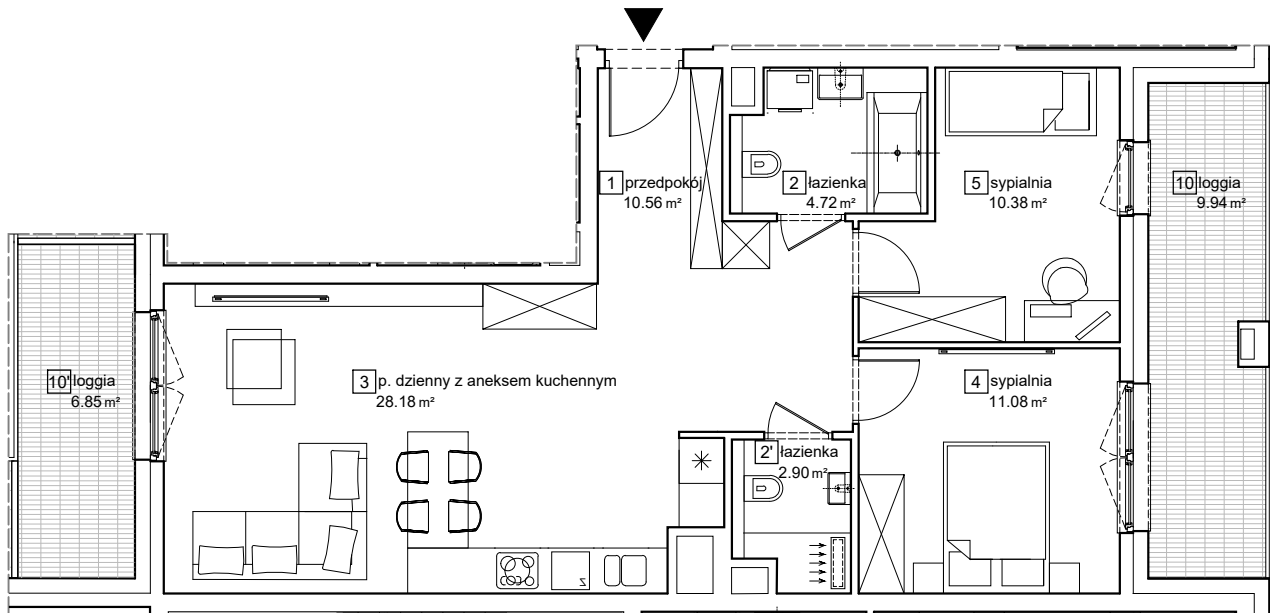 1 przedpokój
10.56 m²
2 łazienka
4.72 m²
5 sypialnia
10.38 m²
10 loggia
9.94 m²
10' loggia
6.85 m²
3 p. dzienny z aneksem kuchennym
28.18 m²
4 sypialnia
11.08 m²
2' łazienka
2.90 m²
z